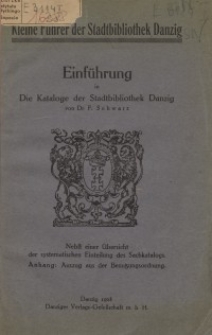 Kleine Führer der Stadtbibliothek Danzig
Einführung
in
Die Kataloge der Stadtbibliothek Danzig
von Dr. F. Schwarz
Nebst einer Übersicht
der systematischen Einteilung des Sachkatalogs.
Anhang: Auszug aus der Benutzungsordnung.
Danzig
Danziger Verlags-Gesellschaft m. b. H.